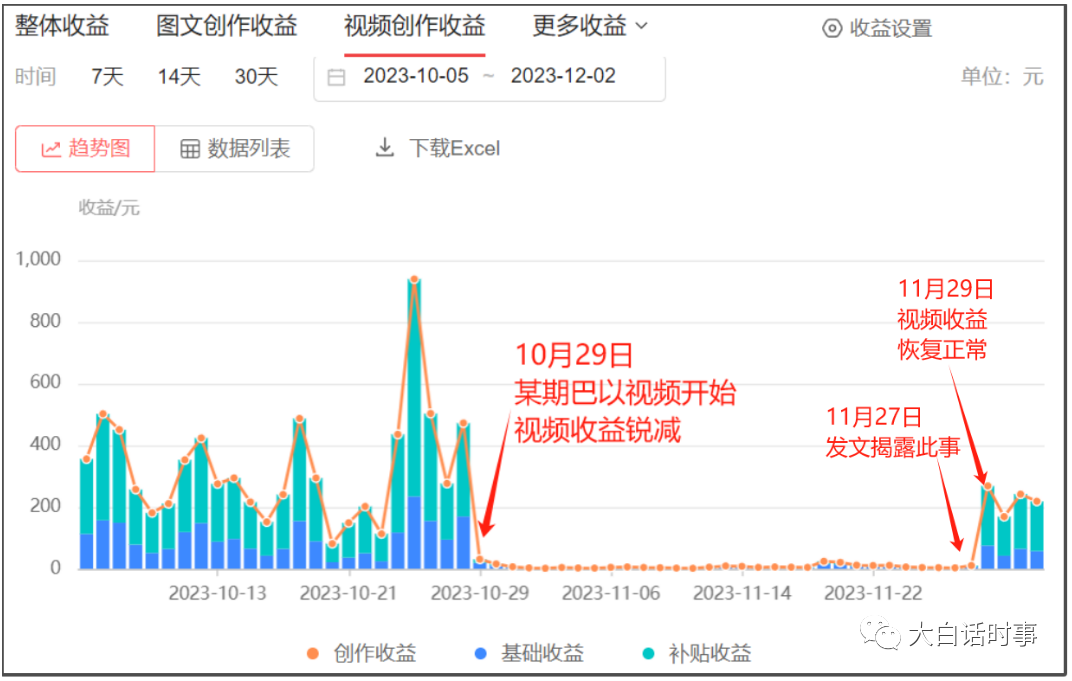 整体收益 图文创作收益 视频创作收益 更多收益 收益设置
时间 7天 14天 30天 2023-10-05 ~ 2023-12-02 单位：元
趋势图 数据列表 下载Excel
收益/元
1,000
800
600
400
200
0
10月29日
某期巴以视频开始
视频收益锐减
11月29日
视频收益
恢复正常
11月27日
发文揭露此事
2023-10-13 2023-10-21 2023-10-29 2023-11-06 2023-11-14 2023-11-22
大白话时事
创作收益 基础收益 补贴收益